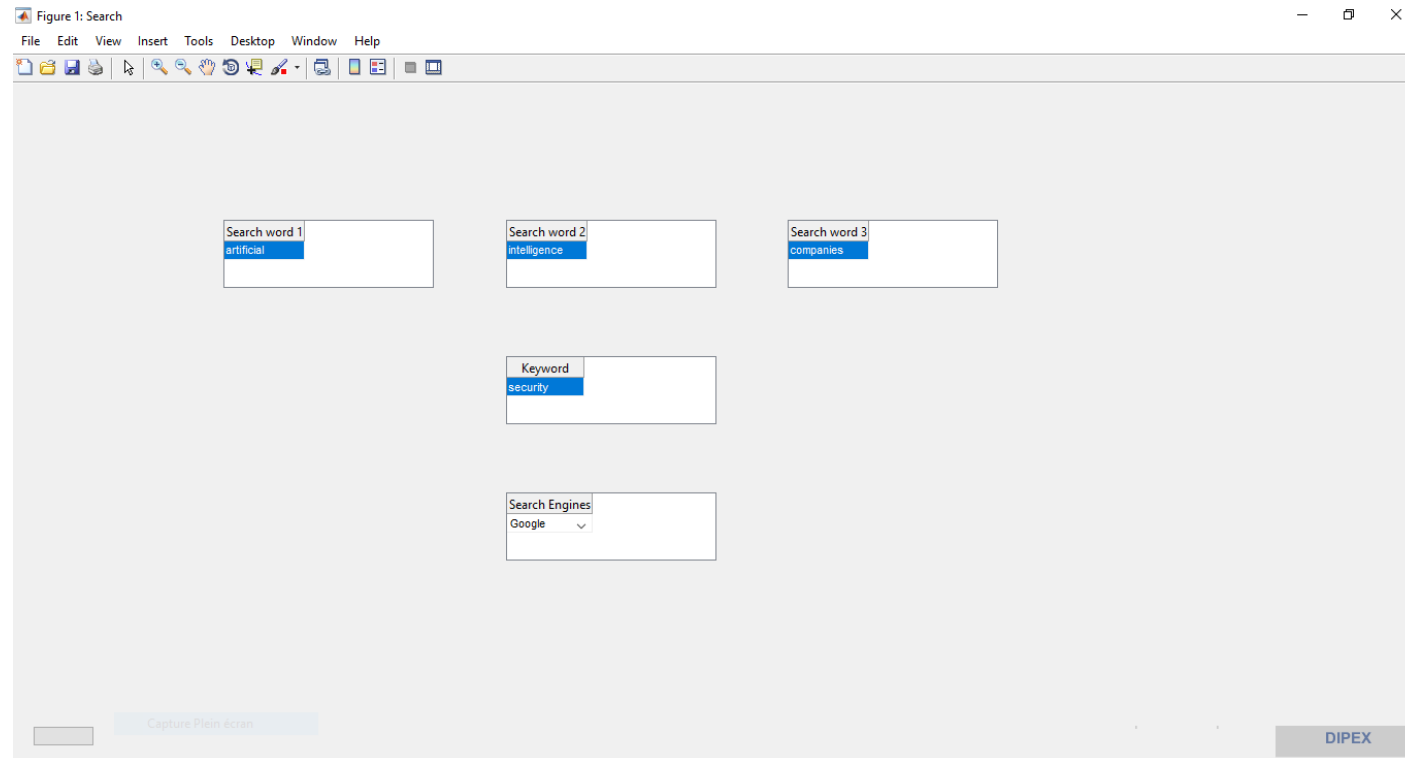 Figure 1: Search
File Edit View Insert Tools Desktop Window Help
Search word 1 Search word 2 Search word 3
artificial intelligence companies
Keyword
security
Search Engines
Google
Capture Plein écran
DIPEX